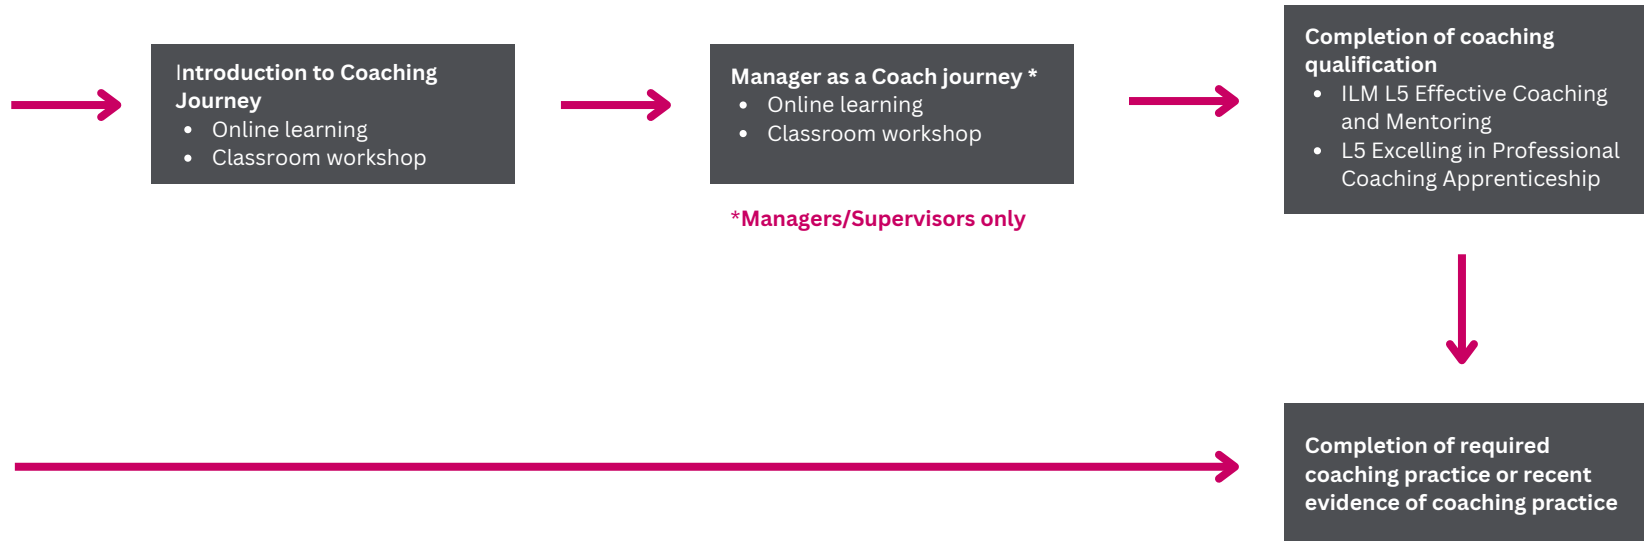 Introduction to Coaching
Journey
• Online learning
• Classroom workshop
Manager as a Coach journey *
• Online learning
• Classroom workshop
*Managers/Supervisors only
Completion of coaching
qualification
• ILM L5 Effective Coaching
and Mentoring
• L5 Excelling in Professional
Coaching Apprenticeship
Completion of required
coaching practice or recent
evidence of coaching practice